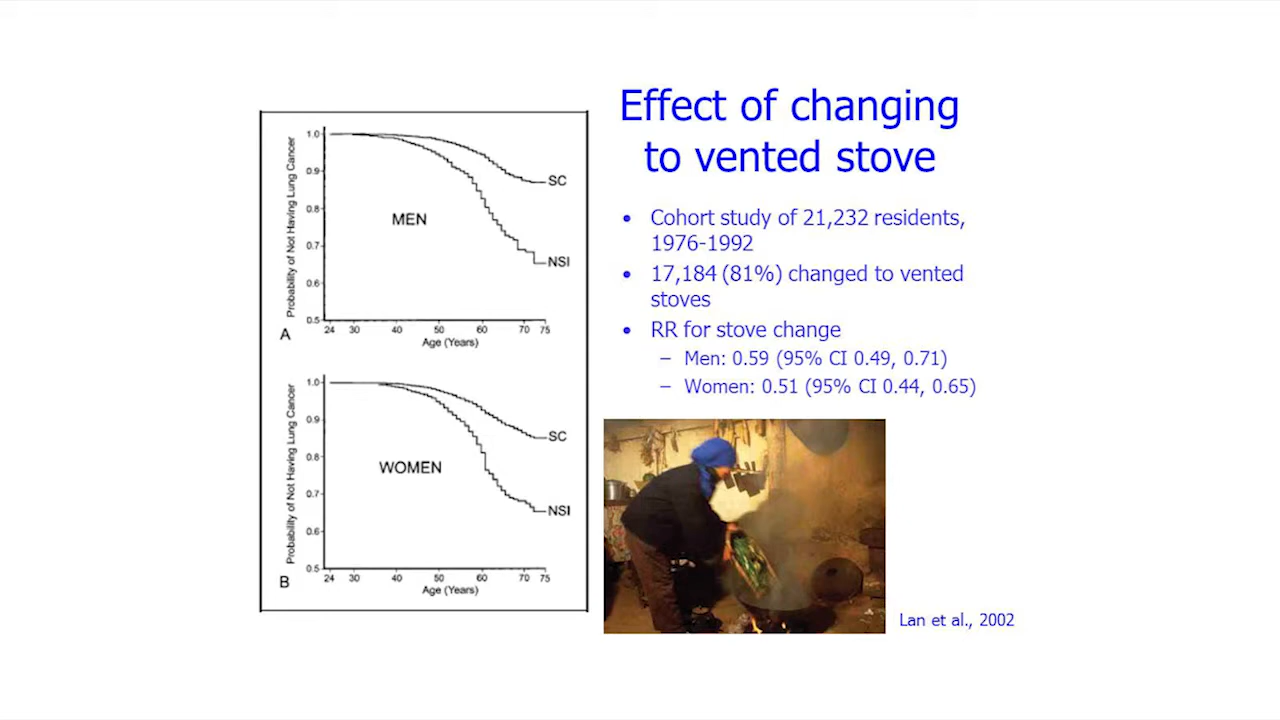 Effect of changing
to vented stove
• Cohort study of 21,232 residents,
1976-1992
• 17,184 (81%) changed to vented
stoves
• RR for stove change
– Men: 0.59 (95% CI 0.49, 0.71)
– Women: 0.51 (95% CI 0.44, 0.65)
Lan et al., 2002
Probability of Not Having Lung Cancer
1.0
0.9
0.8
0.7
0.6
0.5
MEN
SC
NSI
24 30 40 50 60 70 75
Age (Years)
A
Probability of Not Having Lung Cancer
1.0
0.9
0.8
0.7
0.6
0.5
WOMEN
SC
NSI
24 30 40 50 60 70 75
Age (Years)
B